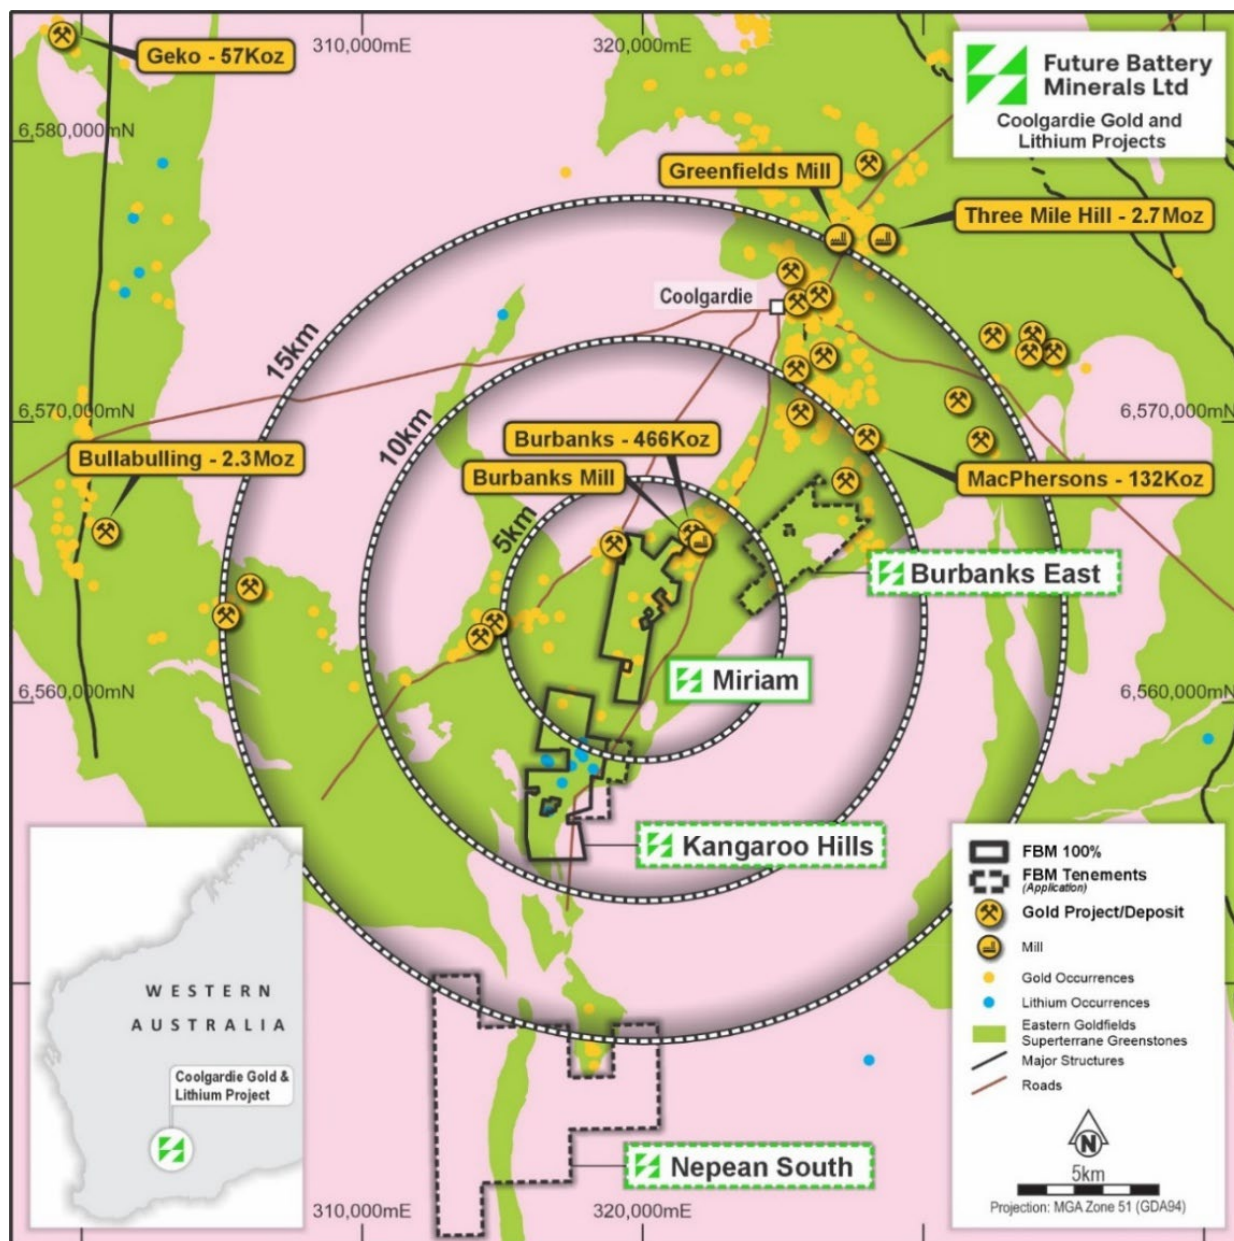 310,000mE
320,000mE
Geko - 57Koz
Future Battery
Minerals Ltd
Coolgardie Gold and
Lithium Projects
6,580,000mN
Greenfields Mill
Three Mile Hill - 2.7Moz
Coolgardie
15km
10km
6,570,000mN
6,570,000mN
Burbanks - 466Koz
Bullabulling - 2.3Moz
Burbanks Mill
MacPhersons - 132Koz
5km
Burbanks East
Miriam
6,560,000mN
6,560,000mN
Kangaroo Hills
FBM 100%
FBM Tenements
(Application)
Gold Project/Deposit
Mill
Gold Occurrences
Lithium Occurrences
Eastern Goldfields
Superterrane Greenstones
Major Structures
Roads
N
5km
Projection: MGA Zone 51 (GDA94)
WESTERN
AUSTRALIA
Coolgardie Gold &
Lithium Project
Nepean South
310,000mE
320,000mE